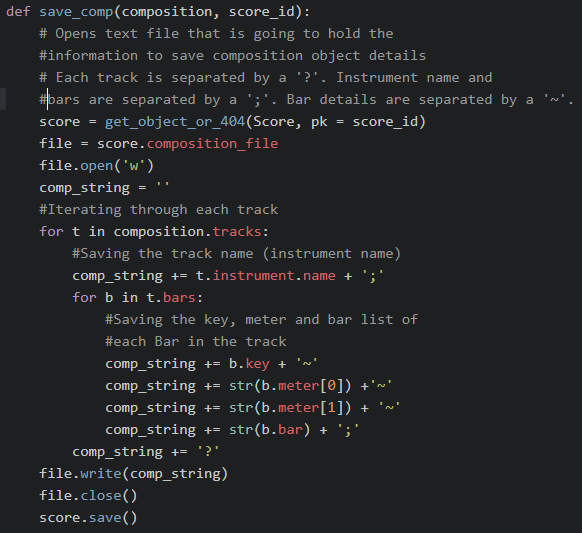 def save_comp(composition, score_id):
    # Opens text file that is going to hold the
    #information to save composition object details
    # Each track is separated by a '?'. Instrument name and
    #bars are separated by a ';'. Bar details are separated by a '~'.
    score = get_object_or_404(Score, pk = score_id)
    file = score.composition_file
    file.open('w')
    comp_string = ''
    #Iterating through each track
    for t in composition.tracks:
        #Saving the track name (instrument name)
        comp_string += t.instrument.name + ';'
        for b in t.bars:
            #Saving the key, meter and bar list of
            #each Bar in the track
            comp_string += b.key + '~'
            comp_string += str(b.meter[0]) +'~'
            comp_string += str(b.meter[1]) + '~'
            comp_string += str(b.bar) + ';'
        comp_string += '?'
    file.write(comp_string)
    file.close()
    score.save()